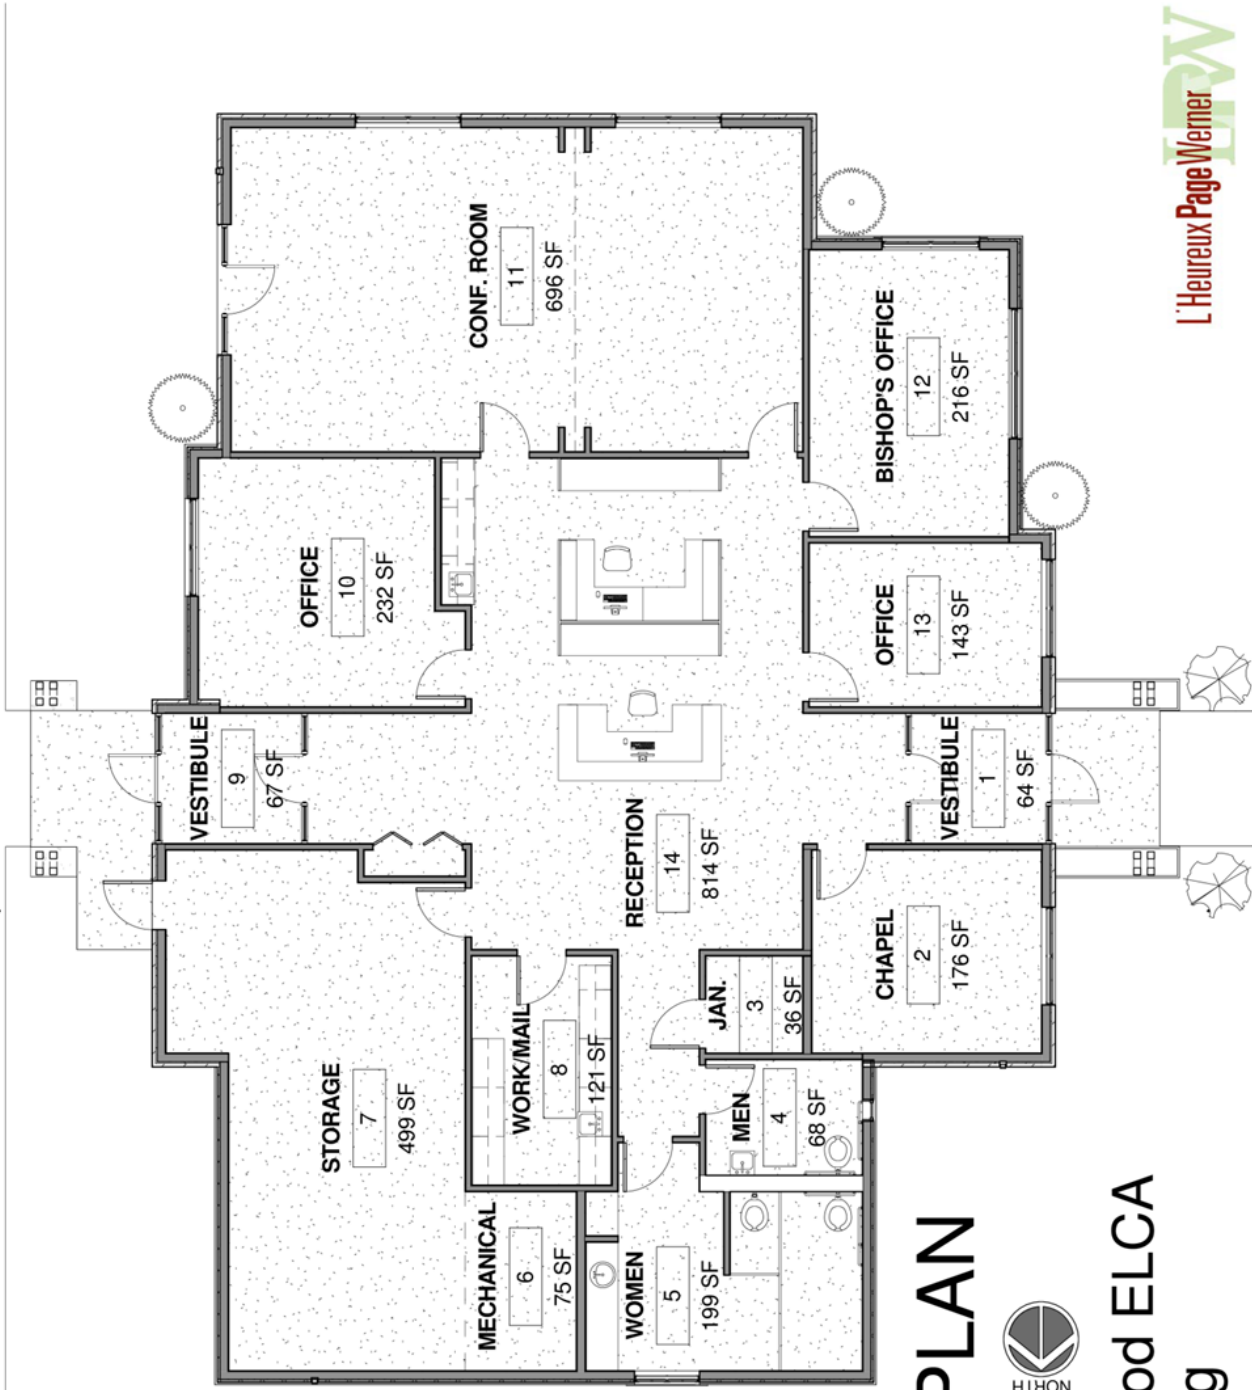 VESTIBULE
9
67 SF
OFFICE
10
232 SF
CONF. ROOM
11
696 SF
STORAGE
7
499 SF
WORK/MAIL
8
121 SF
MECHANICAL
6
75 SF
RECEPTION
14
814 SF
WOMEN
5
199 SF
MEN
4
68 SF
JAN.
3
36 SF
CHAPEL
2
176 SF
VESTIBULE
1
64 SF
OFFICE
13
143 SF
BISHOP'S OFFICE
12
216 SF
PLAN
NORTH
od ELCA
g
LPW
L'Heureux Page Werner